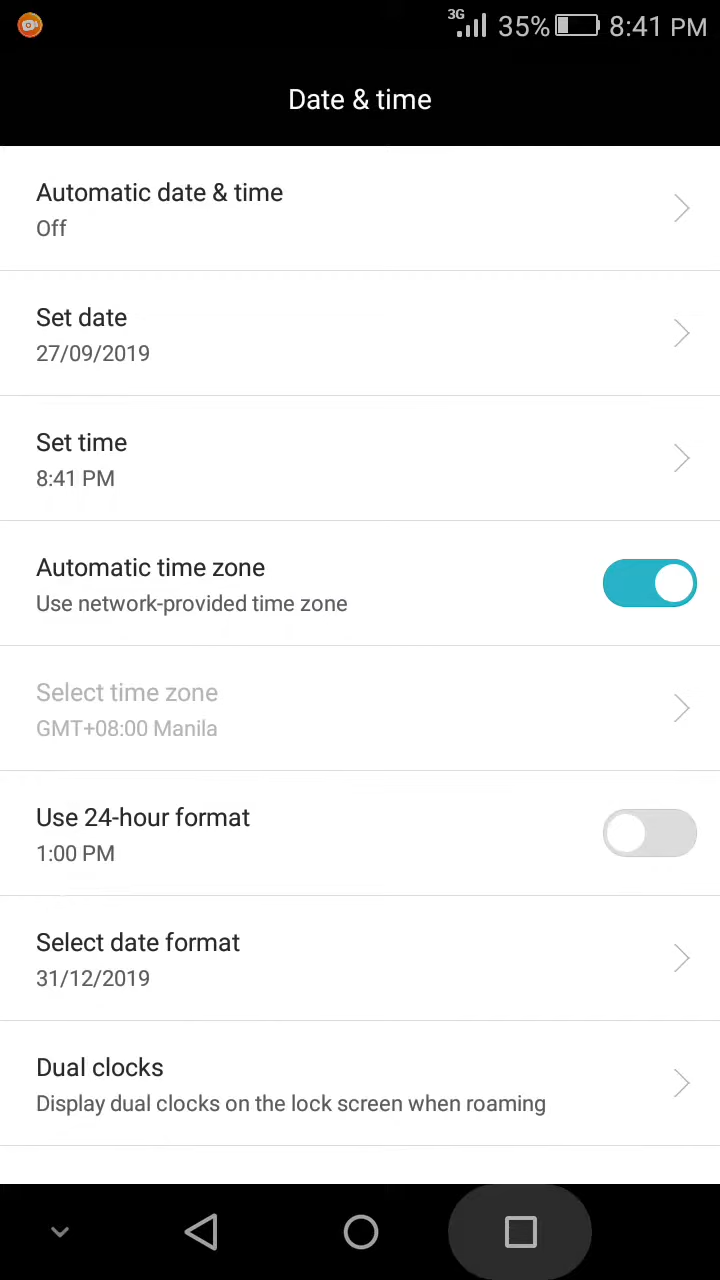 3G 35% 8:41 PM
Date & time
Automatic date & time
Off
Set date
27/09/2019
Set time
8:41 PM
Automatic time zone
Use network-provided time zone
Select time zone
GMT+08:00 Manila
Use 24-hour format
1:00 PM
Select date format
31/12/2019
Dual clocks
Display dual clocks on the lock screen when roaming